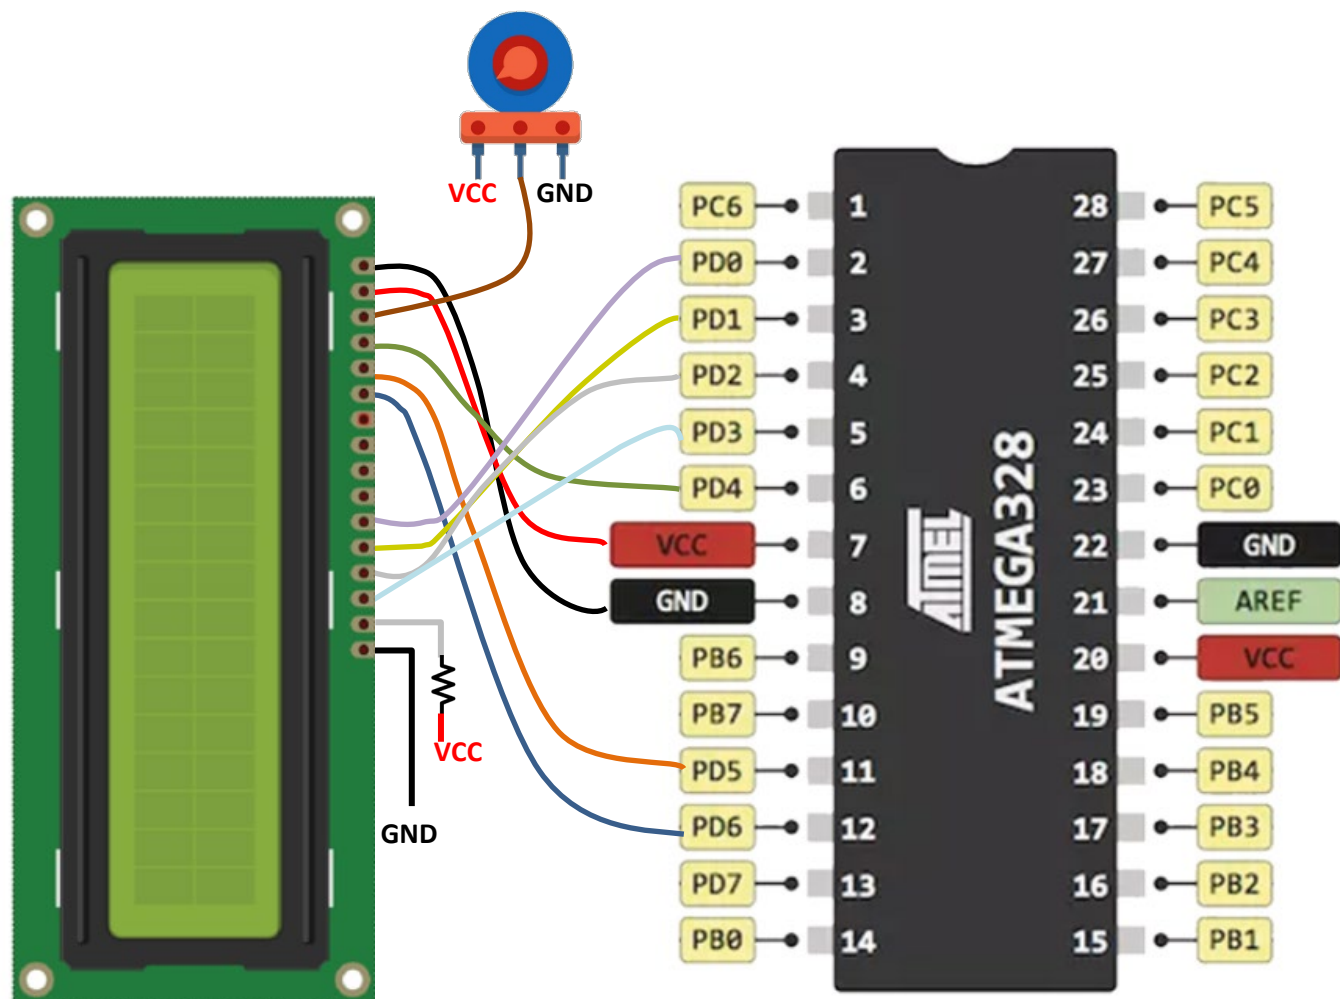 VCC
GND
PC6 1 28 PC5
PD0 2 27 PC4
PD1 3 26 PC3
PD2 4 25 PC2
PD3 5 24 PC1
PD4 6 23 PC0
VCC 7 22 GND
GND 8 21 AREF
PB6 9 20 VCC
PB7 10 19 PB5
PD5 11 18 PB4
PD6 12 17 PB3
PD7 13 16 PB2
PB0 14 15 PB1
ATMEL
ATMEGA328
VCC
GND